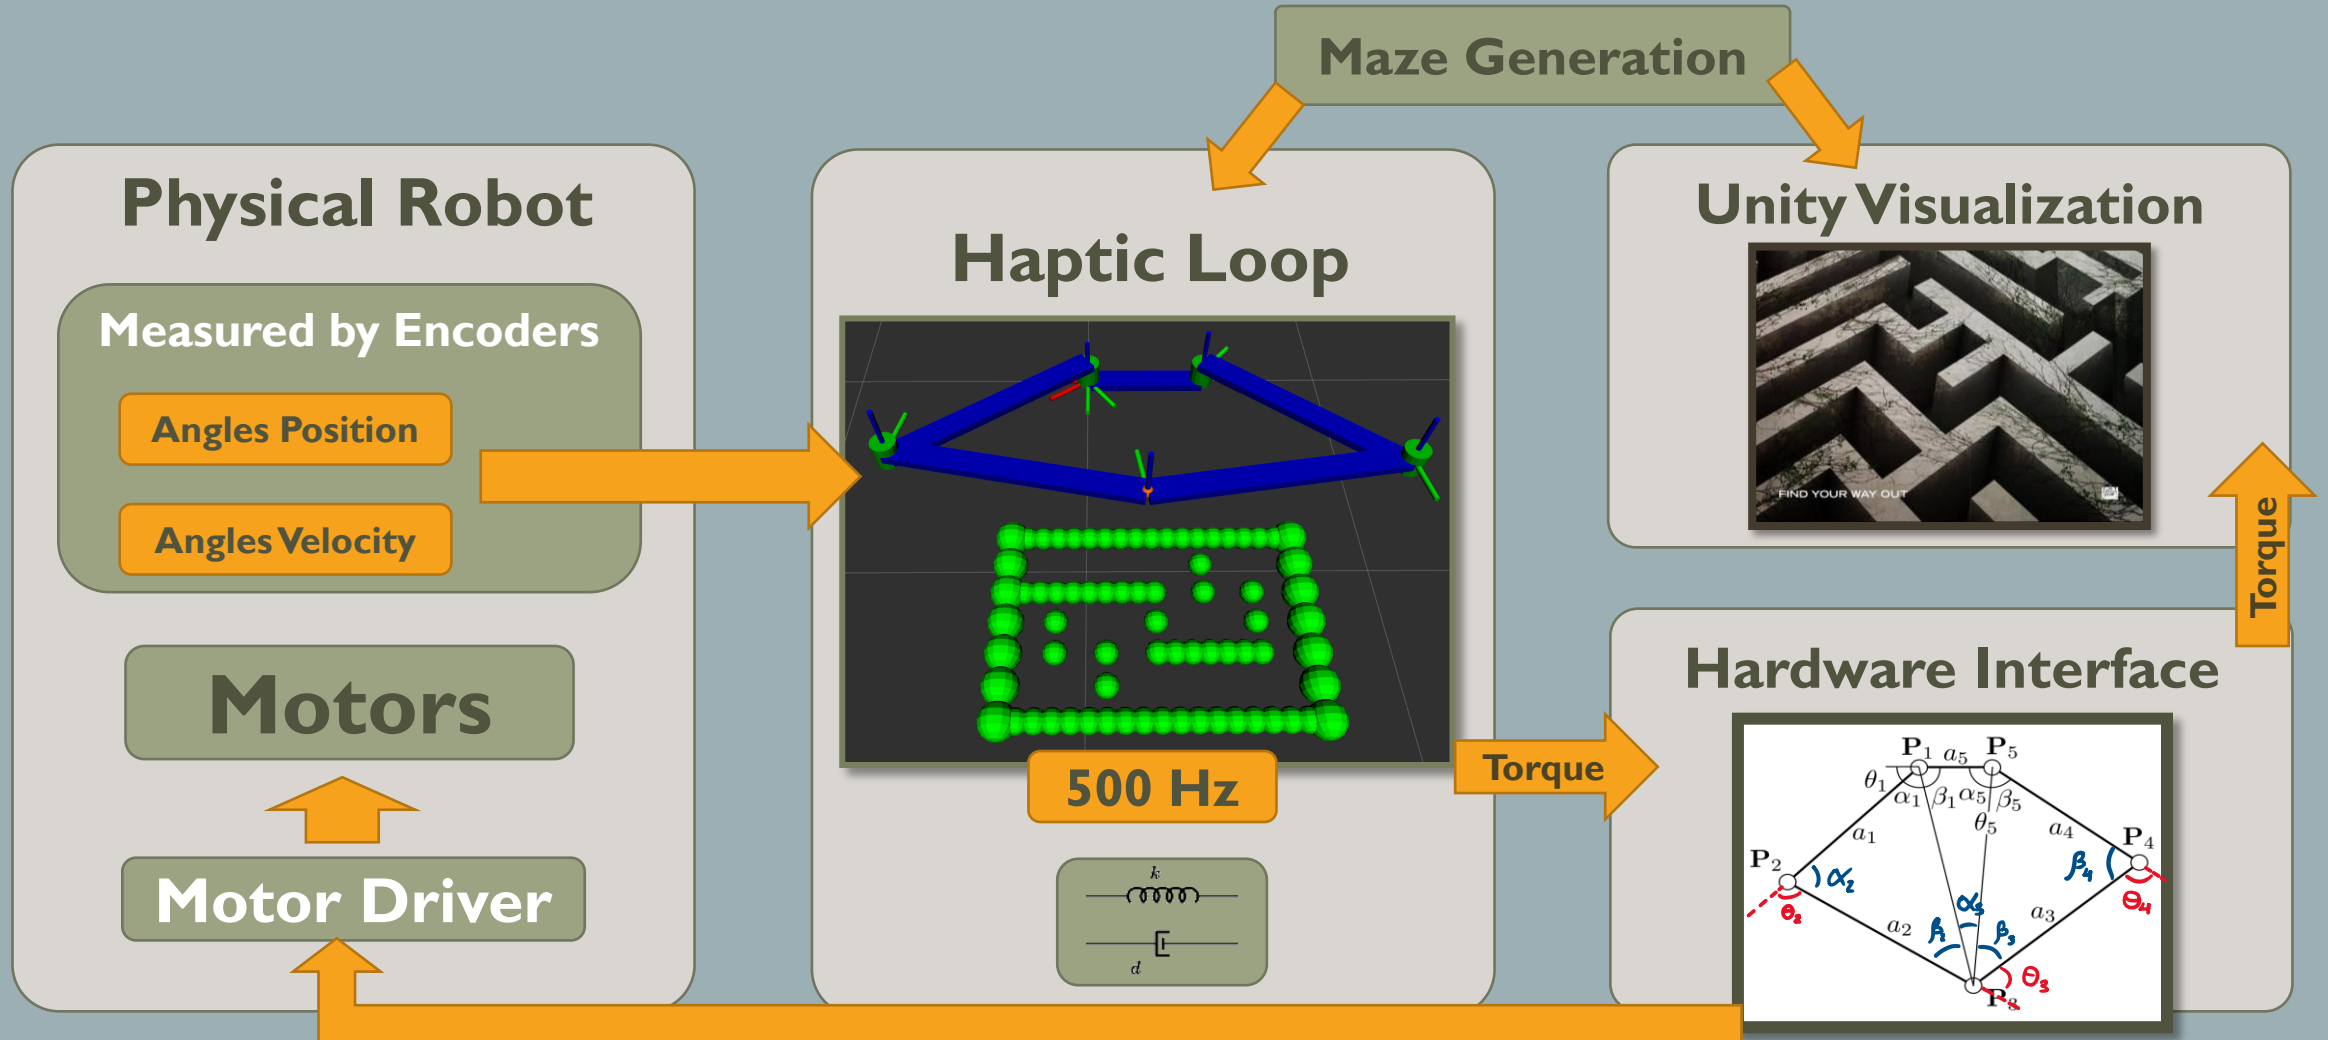 Maze Generation
Physical Robot
Measured by Encoders
Angles Position
Angles Velocity
Motors
Motor Driver
Haptic Loop
500 Hz
k
d
Torque
Unity Visualization
FIND YOUR WAY OUT
Torque
Hardware Interface
P1 a5 P5
θ1 α1 β1 α5 β5
θ5
a1 a4
P2 P4
α2 β4
θ2 θ4
α3
a2 a3
β2 β3
θ3
P3